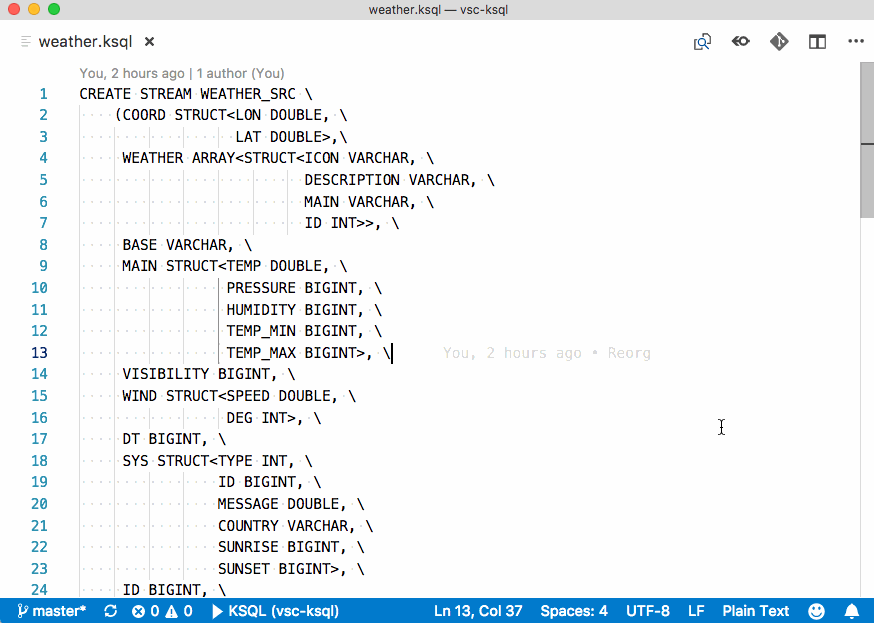 weather.ksql — vsc-ksql
weather.ksql
You, 2 hours ago | 1 author (You)
1 CREATE STREAM WEATHER_SRC \
2 (COORD STRUCT<LON DOUBLE, \
3 LAT DOUBLE>,\
4 WEATHER ARRAY<STRUCT<ICON VARCHAR, \
5 DESCRIPTION VARCHAR, \
6 MAIN VARCHAR, \
7 ID INT>>, \
8 BASE VARCHAR, \
9 MAIN STRUCT<TEMP DOUBLE, \
10 PRESSURE BIGINT, \
11 HUMIDITY BIGINT, \
12 TEMP_MIN BIGINT, \
13 TEMP_MAX BIGINT>, \ You, 2 hours ago • Reorg
14 VISIBILITY BIGINT, \
15 WIND STRUCT<SPEED DOUBLE, \
16 DEG INT>, \
17 DT BIGINT, \
18 SYS STRUCT<TYPE INT, \
19 ID BIGINT, \
20 MESSAGE DOUBLE, \
21 COUNTRY VARCHAR, \
22 SUNRISE BIGINT, \
23 SUNSET BIGINT>, \
24 ID BIGINT, \
master* 0 0 KSQL (vsc-ksql) Ln 13, Col 37 Spaces: 4 UTF-8 LF Plain Text